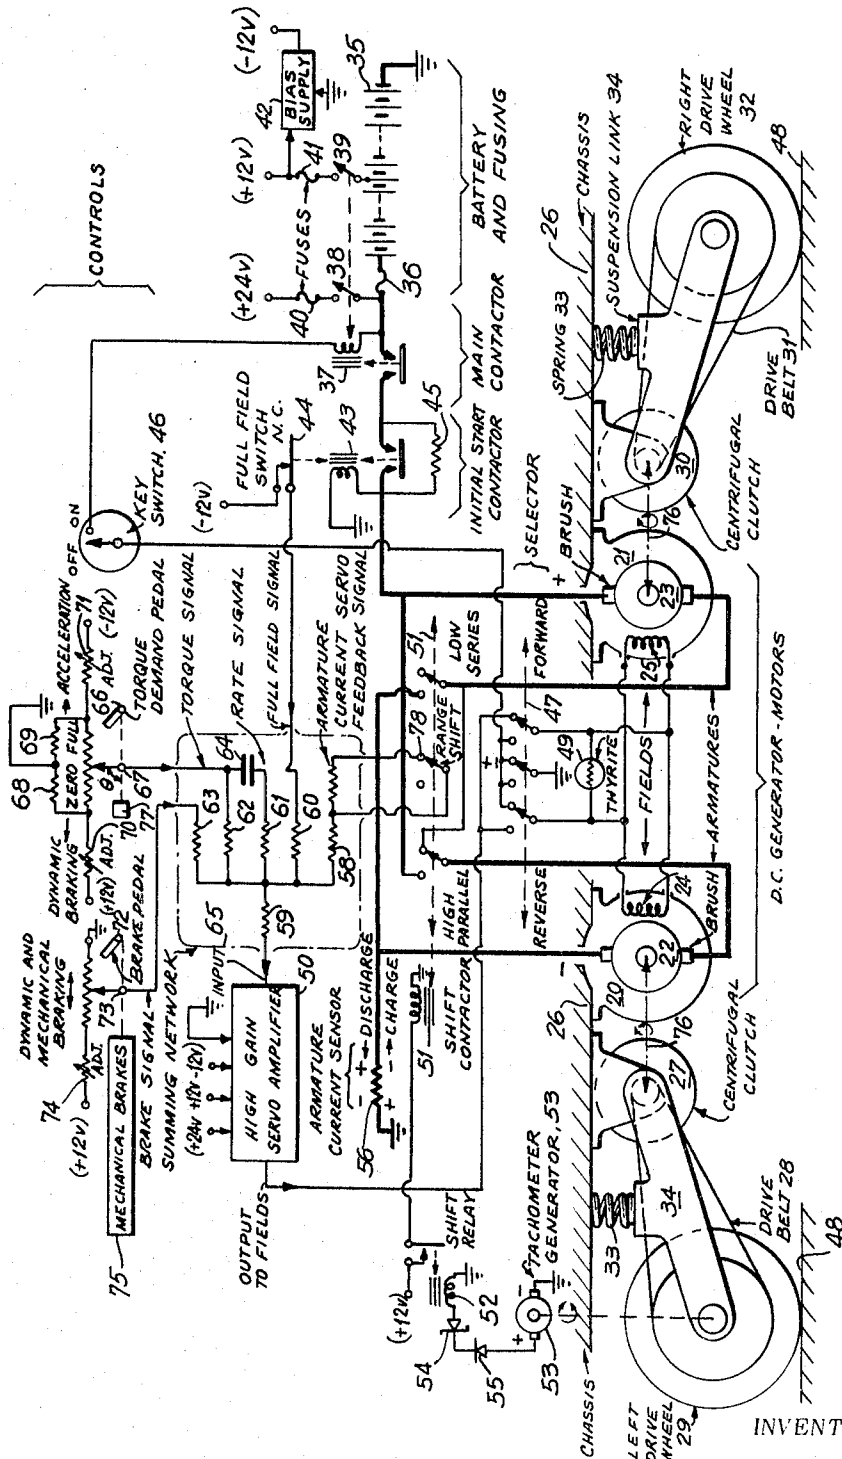 CONTROLS
(-12v)
42
BIAS
SUPPLY
(+12v)
41
39
35
FUSES
(+24v)
40
38
36
BATTERY
AND FUSING
MAIN
CONTACTOR
37
KEY
SWITCH, 46
ON
OFF
FULL FIELD
SWITCH
N.C.
44
43
(-12v)
45
INITIAL START
CONTACTOR
ACCELERATION
71
(-12v)
69
68
ZERO
FULL
66
ADJ.
TORQUE
DEMAND PEDAL
θ
67
70
77)
DYNAMIC
BRAKING
ADJ.
(+12v)
TORQUE SIGNAL
RATE SIGNAL
FULL FIELD SIGNAL
ARMATURE
CURRENT SERVO
FEEDBACK SIGNAL
64
63
62
61
60
58
59
65
DYNAMIC AND
MECHANICAL
BRAKING
72
BRAKE PEDAL
73
74
ADJ.
(+12v)
MECHANICAL BRAKES
75
BRAKE SIGNAL
SUMMING NETWORK
INPUT
50
HIGH GAIN
SERVO AMPLIFIER
+24v +12v -12v
OUTPUT
TO FIELDS
ARMATURE
CURRENT SENSOR
- + DISCHARGE
+ - CHARGE
56
51
SHIFT
CONTACTOR
HIGH
PARALLEL
RANGE
SHIFT
LOW
SERIES
51
78
SELECTOR
FORWARD
REVERSE
47
49
THYRITE
SHIFT
RELAY
(+12v)
52
54
55
53
TACHOMETER
GENERATOR, 53
+
-
BRUSH
+
21
23
25
FIELDS
24
ARMATURES
BRUSH
22
20
D.C. GENERATOR - MOTORS
76
76
30
27
CENTRIFUGAL
CLUTCH
CENTRIFUGAL
CLUTCH
26
CHASSIS
SPRING 33
SUSPENSION LINK 34
RIGHT
DRIVE
WHEEL
32
48
DRIVE
BELT 31
26
33
34
DRIVE
BELT 28
48
CHASSIS
LEFT
DRIVE
WHEEL
29
INVENT